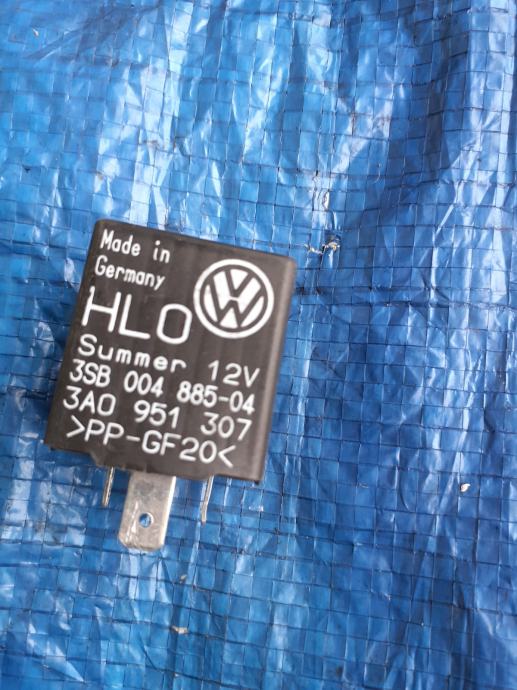 Made in
Germany
HLO
Summer 12V
3SB 004 885-04
3A0 951 307
>PP-GF20<